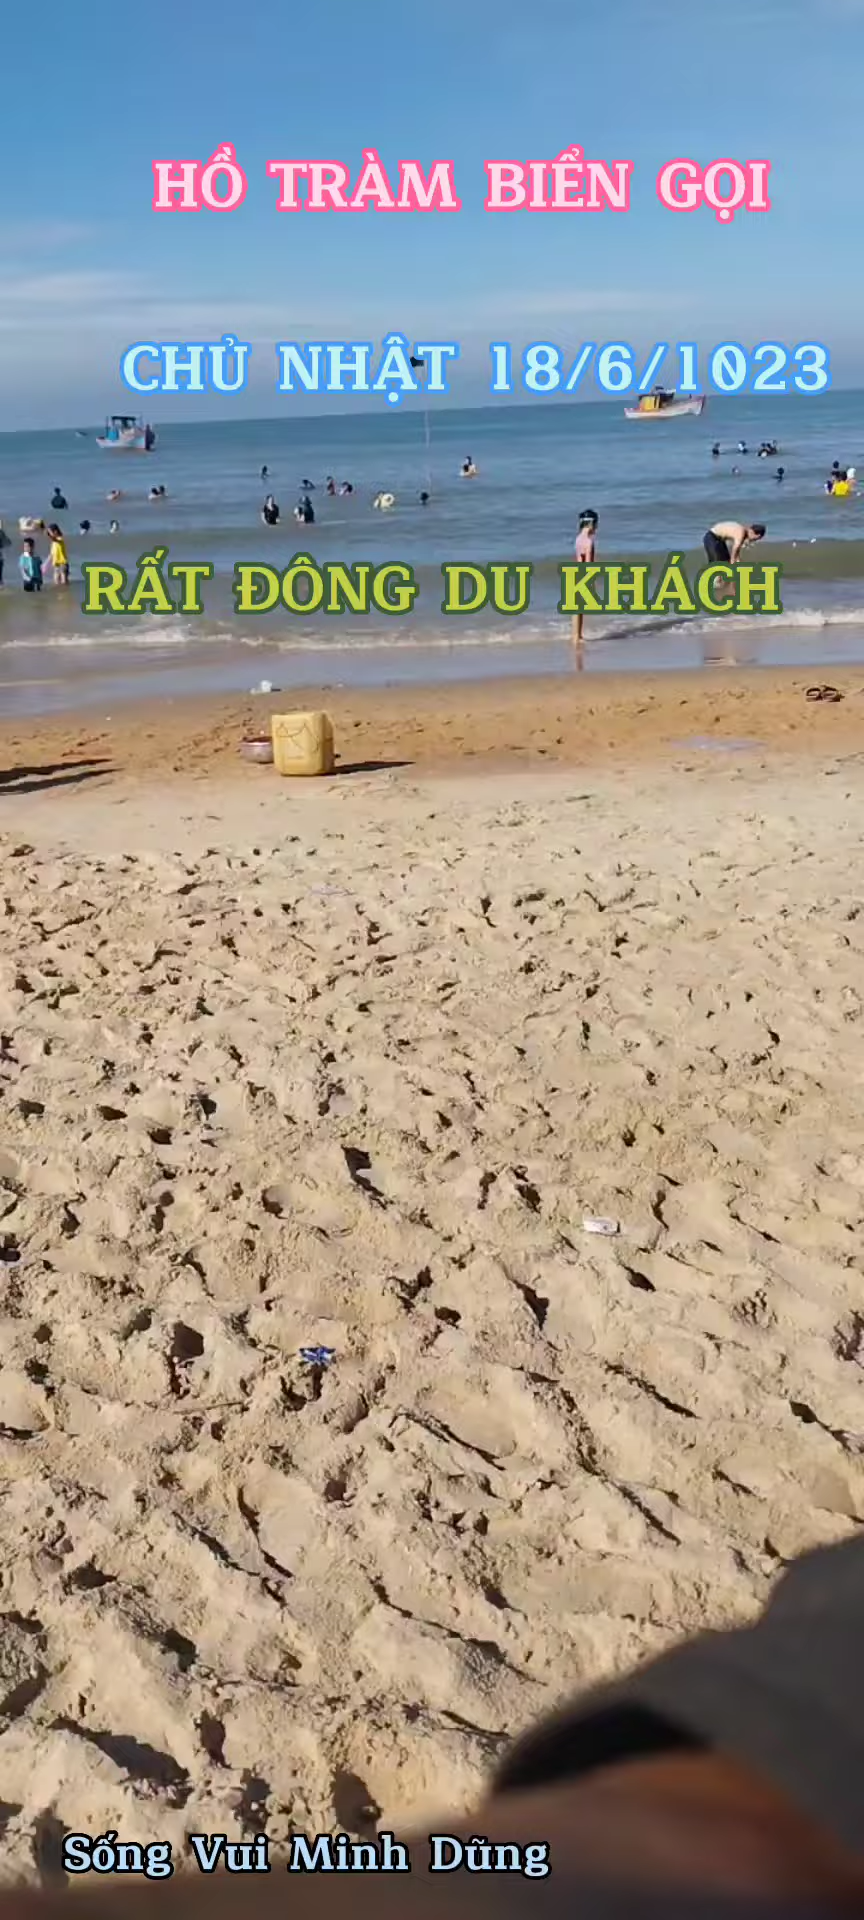 HỒ TRÀM BIỂN GỌI
CHỦ NHẬT 18/6/1023
RẤT ĐÔNG DU KHÁCH
Sống Vui Minh Dũng